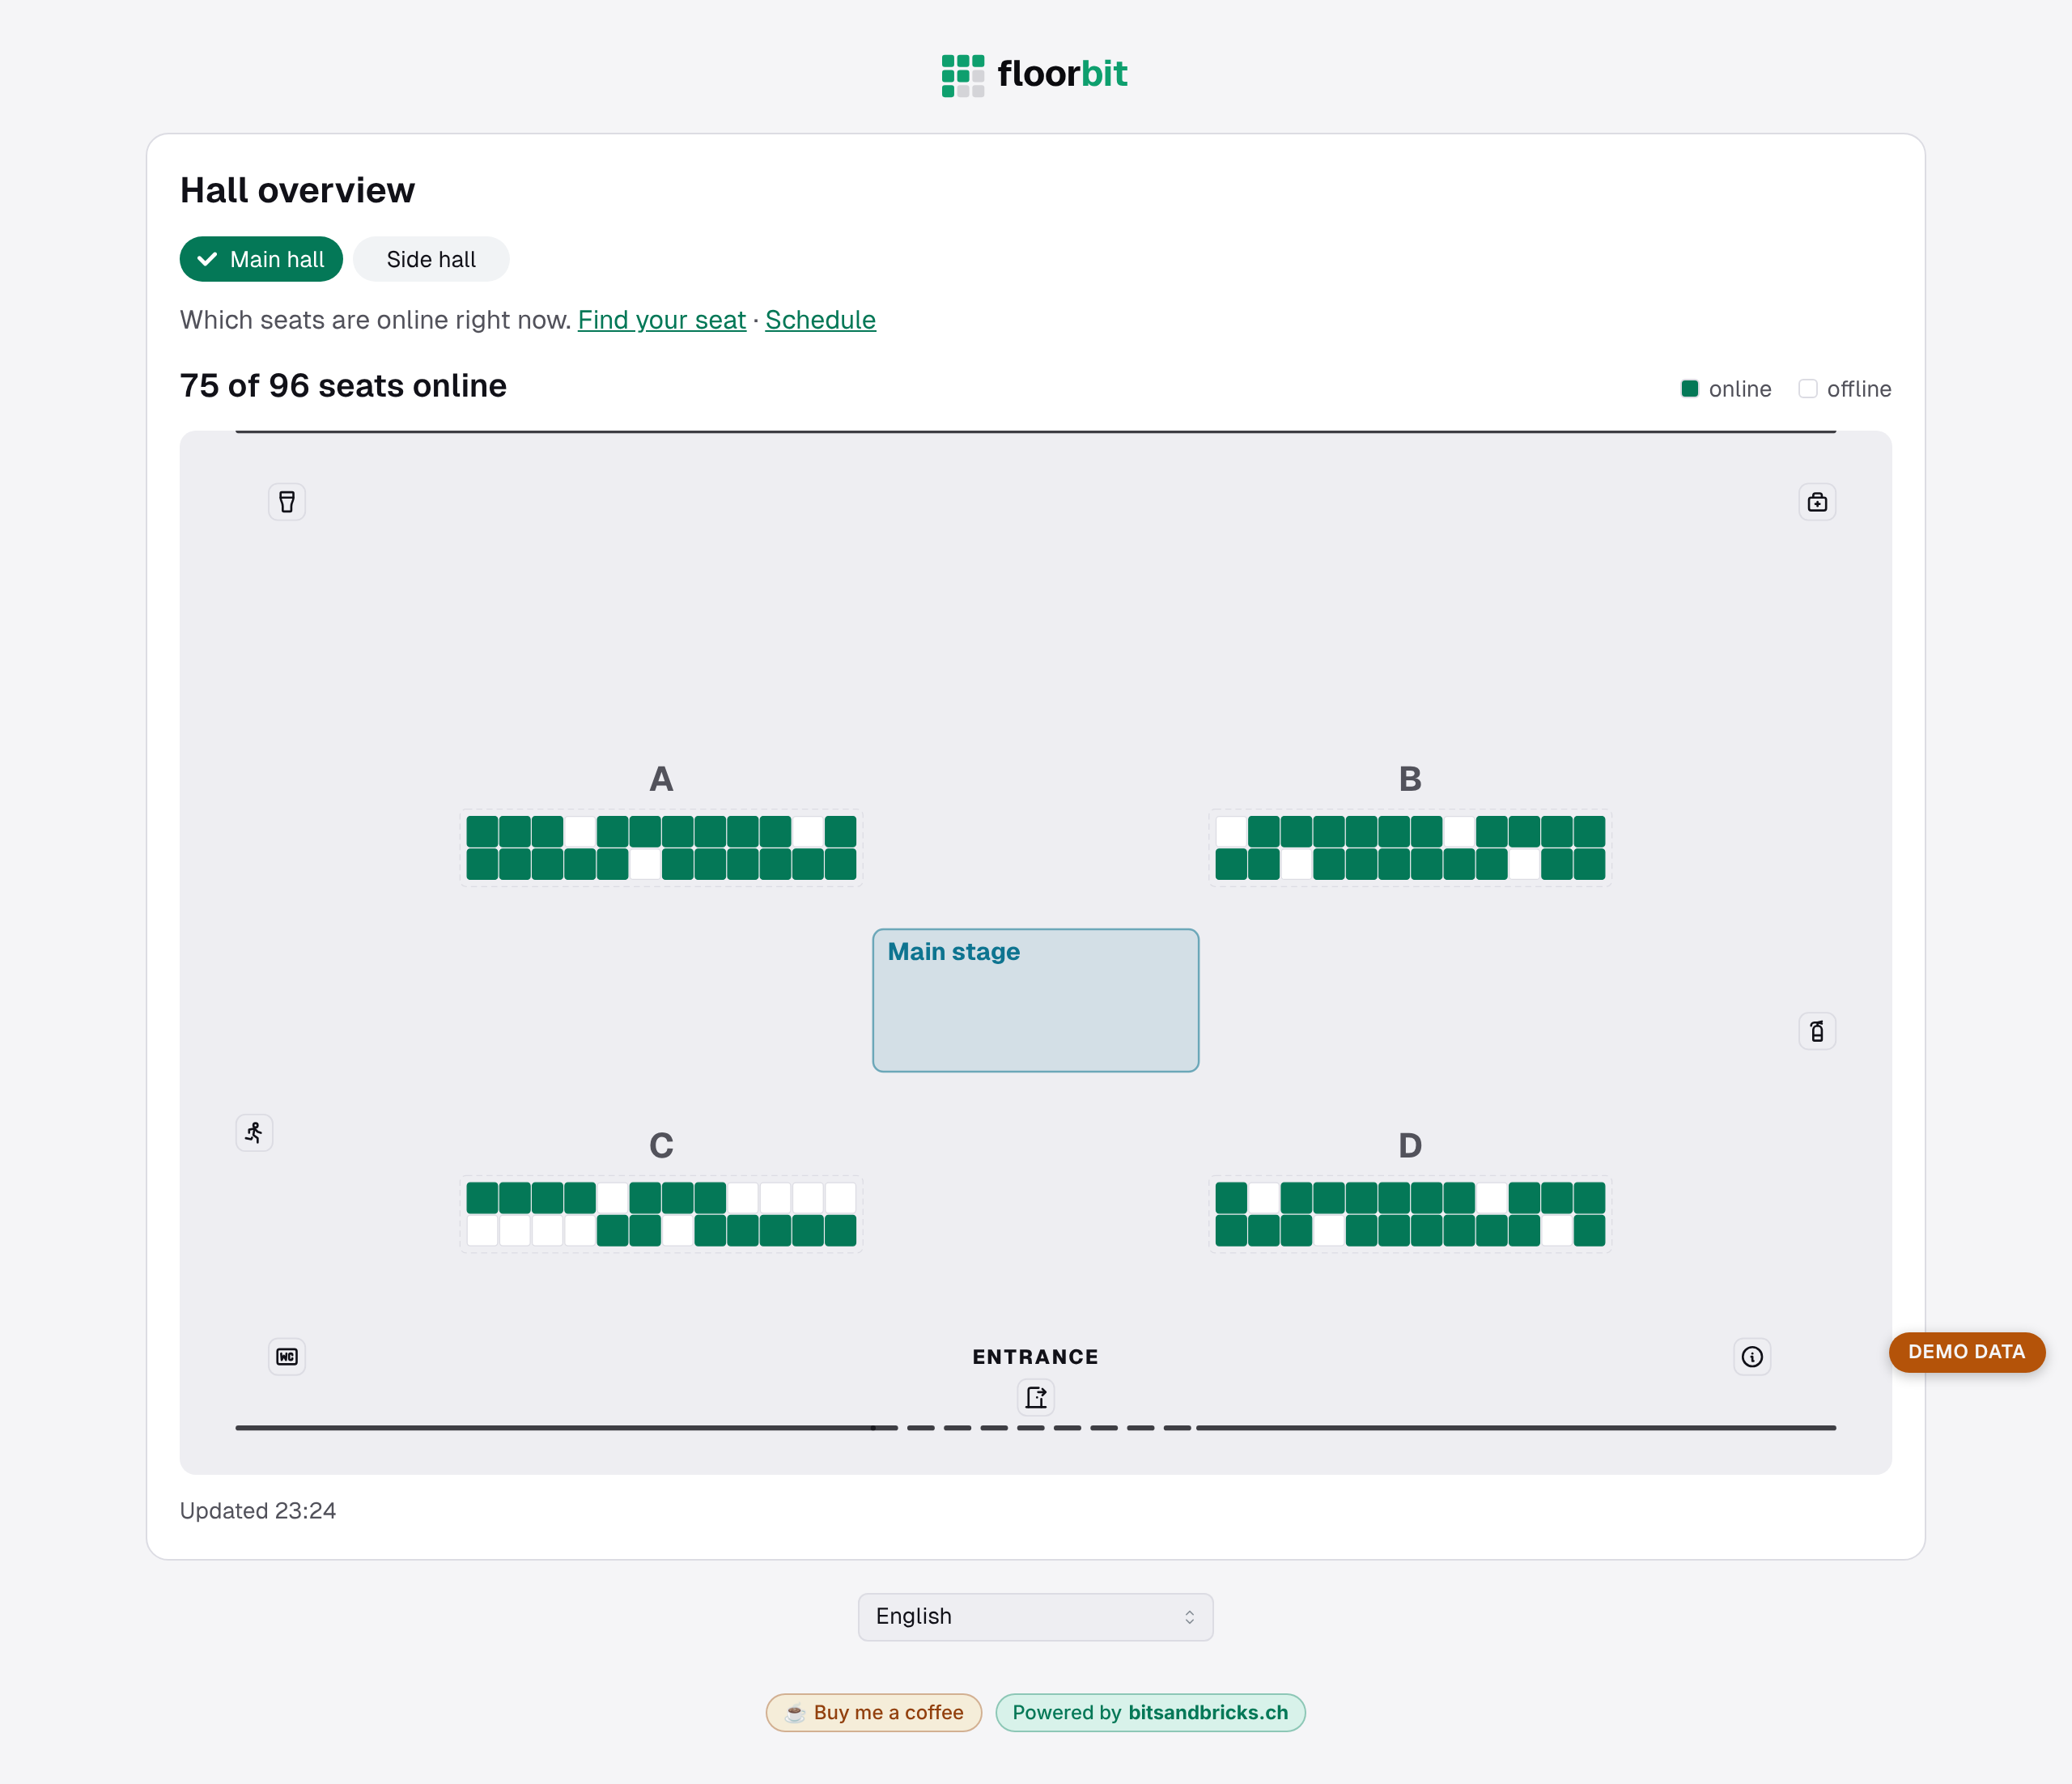 floorbit
Hall overview
Main hall
Side hall
Which seats are online right now. Find your seat · Schedule
75 of 96 seats online
online
offline
A
B
Main stage
C
D
WC
ENTRANCE
DEMO DATA
Updated 23:24
English
☕ Buy me a coffee
Powered by bitsandbricks.ch